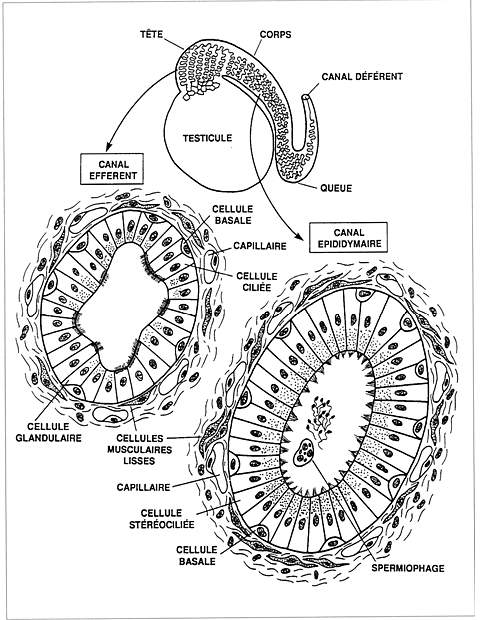 TÊTE
CORPS
CANAL DÉFÉRENT
TESTICULE
QUEUE
CANAL
EFFERENT
CELLULE
BASALE
CAPILLAIRE
CANAL
EPIDIDYMAIRE
CELLULE
CILIÉE
CELLULE
GLANDULAIRE
CELLULES
MUSCULAIRES
LISSES
CAPILLAIRE
CELLULE
STÉRÉOCILIÉE
CELLULE
BASALE
SPERMIOPHAGE